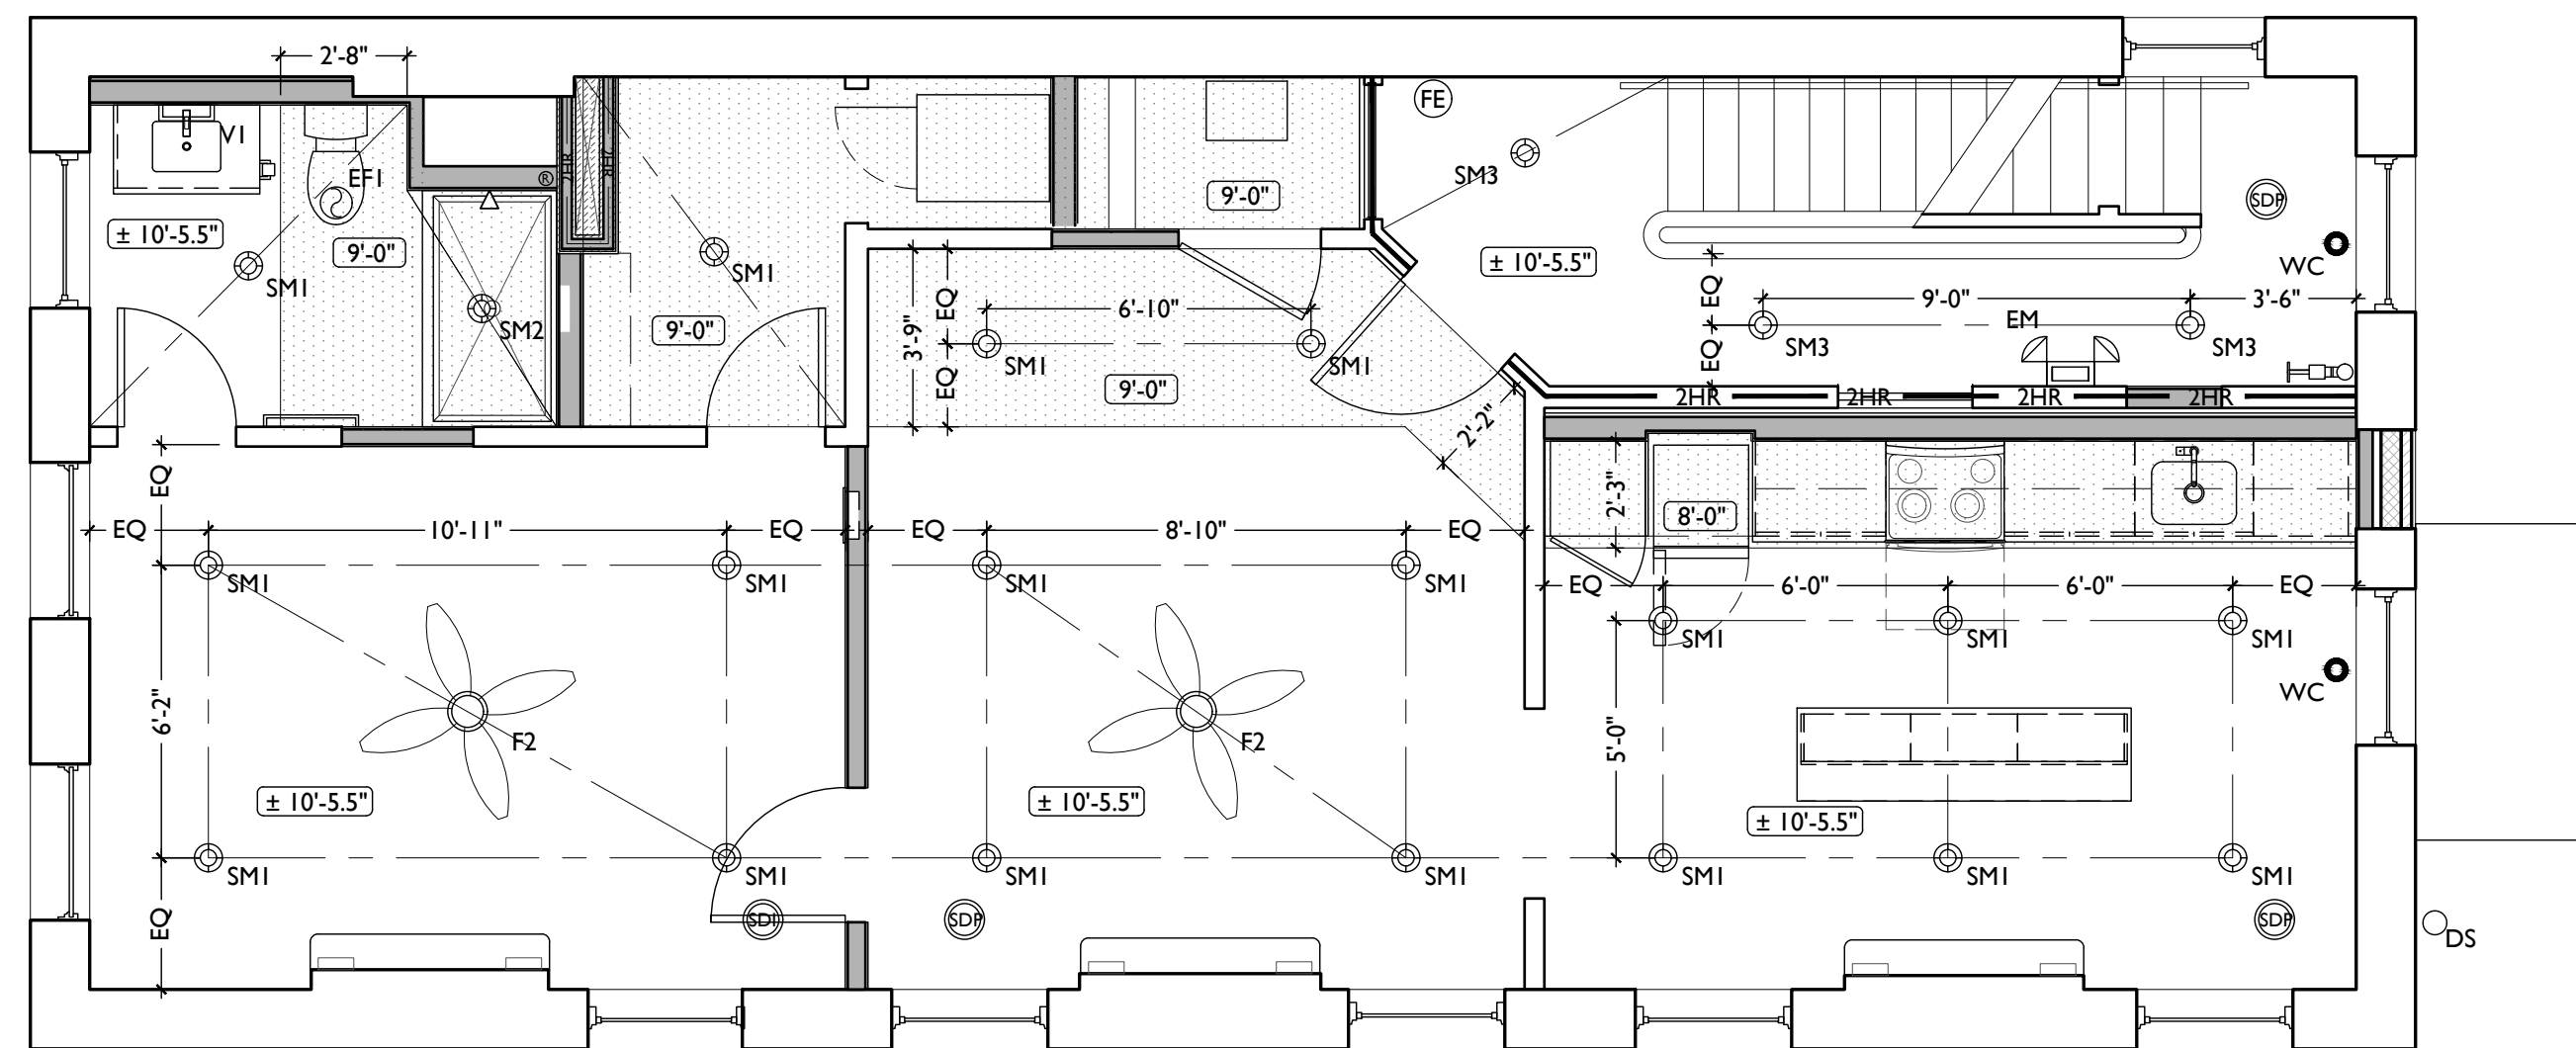 2'-8"
FE
V1
EF1
2HR
2HR
®
SM3
9'-0"
SDP
± 10'-5.5"
9'-0"
SM1
SM1
± 10'-5.5"
WC
SM2
9'-0"
3'-9"
EQ
6'-10"
EQ
9'-0"
3'-6"
EM
SM1
SM1
SM3
SM3
EQ
9'-0"
EQ
2HR
2HR
2HR
2HR
2'-2"
EQ
2'-3"
8'-0"
EQ
10'-11"
EQ
EQ
8'-10"
EQ
SM1
SM1
SM1
SM1
EQ
6'-0"
6'-0"
EQ
SM1
SM1
SM1
6'-2"
F2
F2
5'-0"
WC
± 10'-5.5"
± 10'-5.5"
± 10'-5.5"
SM1
SM1
SM1
SM1
SM1
SM1
SM1
EQ
SDI
SDP
SDP
DS